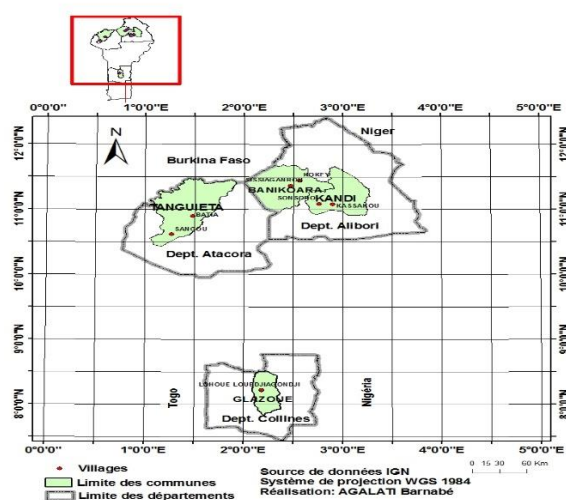 0°0'0" 1°0'0" 2°0'0" 3°0'0" 4°0'0" 5°0'0"
N
Niger
Burkina Faso
12°0'0"N
BANIKOARA
TANGUIETA
KANDI
BATIA
KASSAROU
SANGOU
11°0'0"N
Dept. Alibori
Dept. Atacora
10°0'0"N
9°0'0"N
GLAZOUE
8°0'0"N
Togo
Nigéria
Dept. Collines
0°0'0" 1°0'0" 2°0'0" 3°0'0" 4°0'0" 5°0'0"
Villages
Limite des communes
Limite des départements
Source de données IGN
Système de projection WGS 1984
Réalisation: AGALATI Barnabé
0 15 30 60 Km